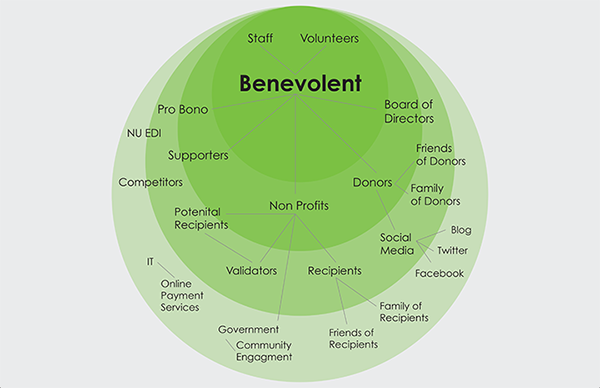 Staff
Volunteers
Benevolent
Pro Bono
Board of
Directors
NU EDI
Supporters
Friends
of Donors
Competitors
Donors
Family
of Donors
Non Profits
Potenital
Recipients
Social
Media
Blog
Twitter
Facebook
IT
Online
Payment
Services
Validators
Recipients
Family of
Recipients
Government
Community
Engagment
Friends of
Recipients